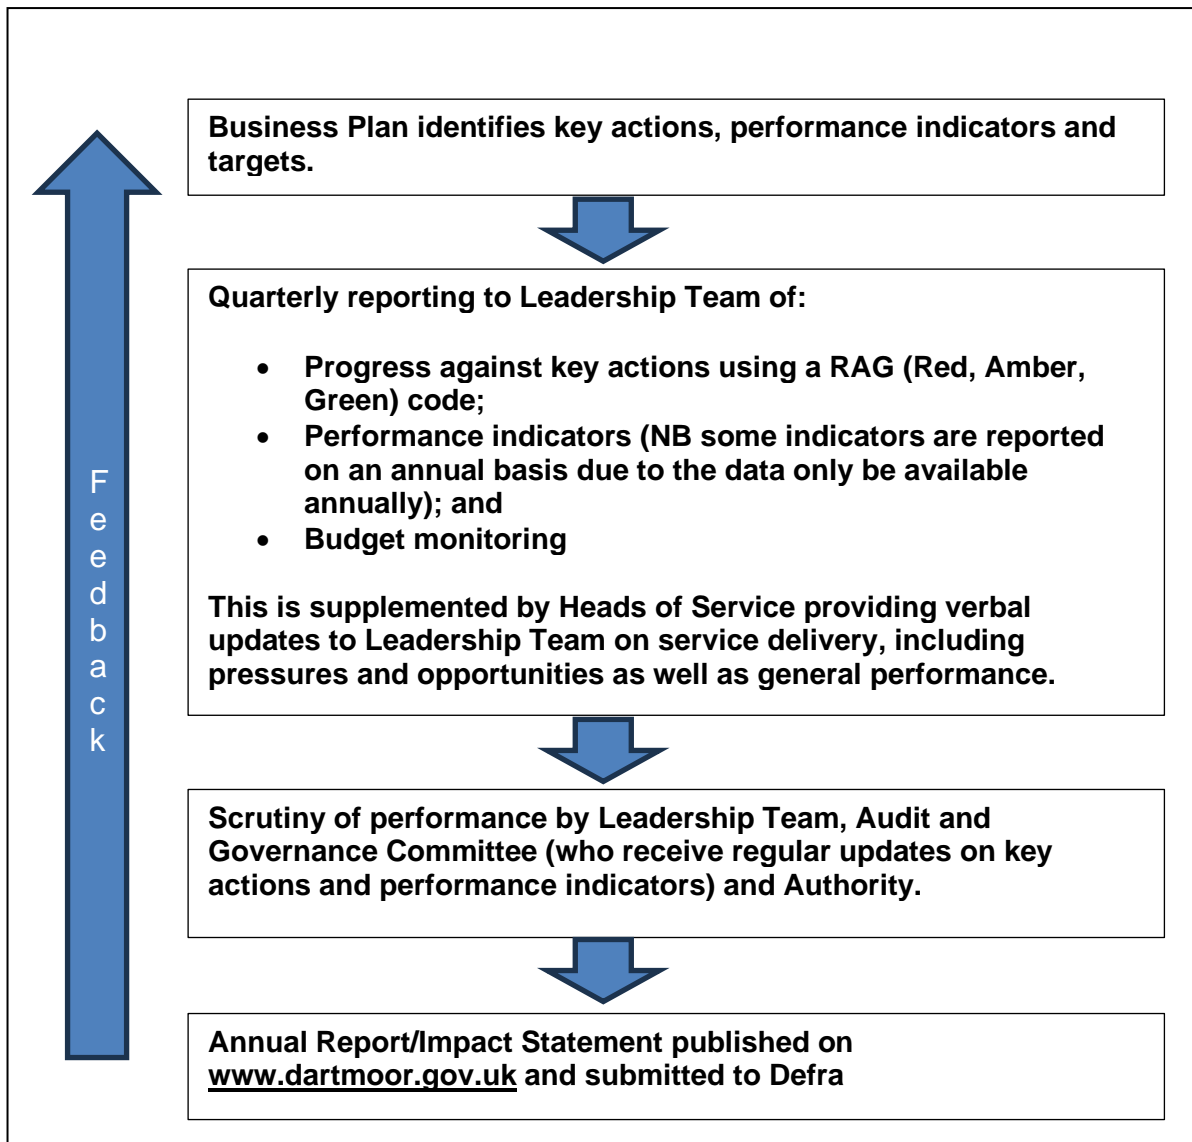 Business Plan identifies key actions, performance indicators and
targets.
Quarterly reporting to Leadership Team of:
• Progress against key actions using a RAG (Red, Amber,
Green) code;
• Performance indicators (NB some indicators are reported
on an annual basis due to the data only be available
annually); and
• Budget monitoring
This is supplemented by Heads of Service providing verbal
updates to Leadership Team on service delivery, including
pressures and opportunities as well as general performance.
Scrutiny of performance by Leadership Team, Audit and
Governance Committee (who receive regular updates on key
actions and performance indicators) and Authority.
Annual Report/Impact Statement published on
www.dartmoor.gov.uk and submitted to Defra
Feedback